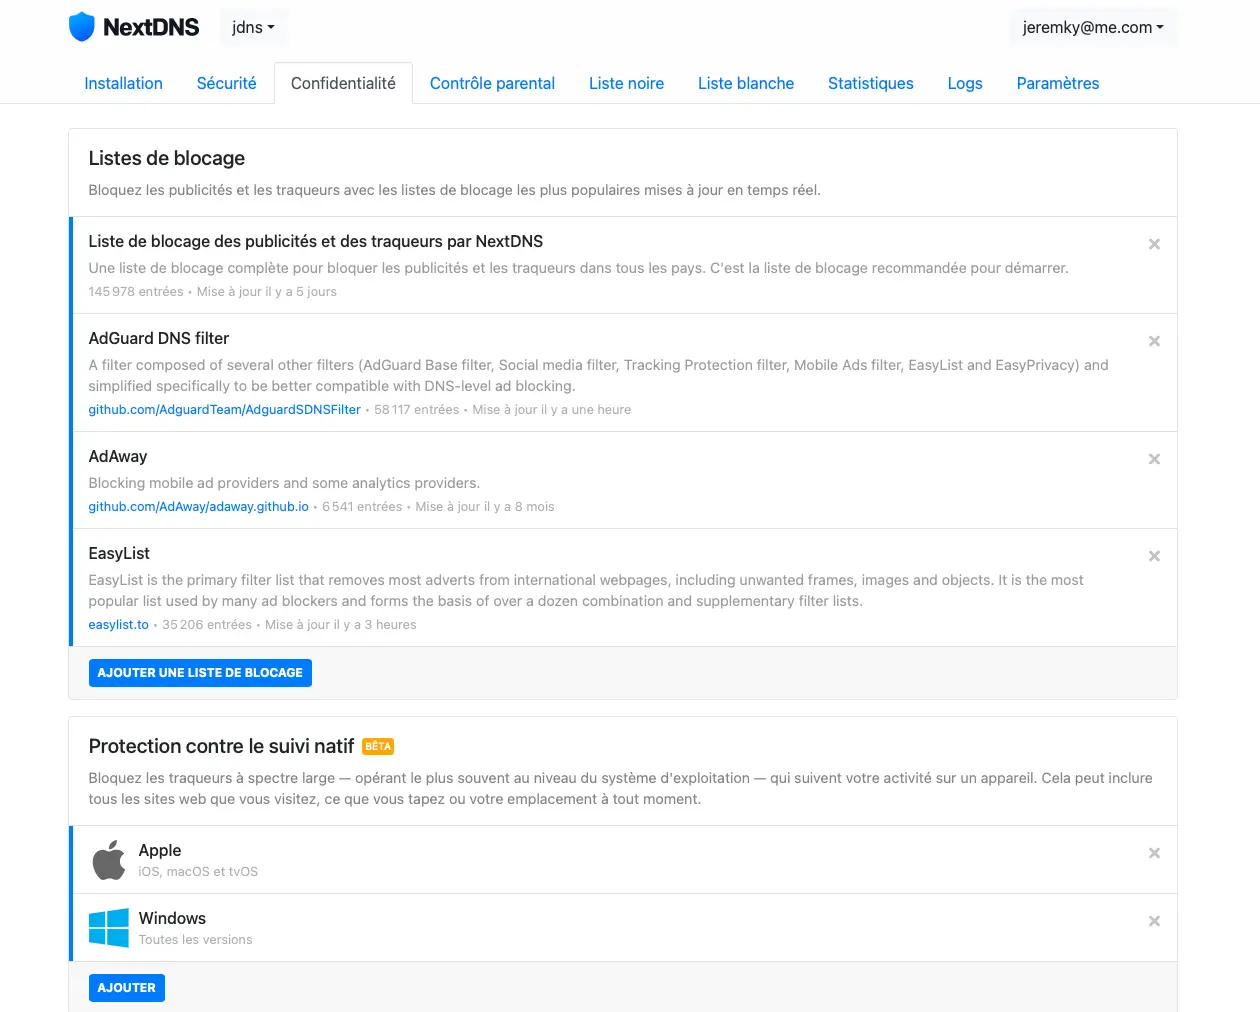 NextDNS jdns jeremky@me.com
Installation Sécurité Confidentialité Contrôle parental Liste noire Liste blanche Statistiques Logs Paramètres
Listes de blocage
Bloquez les publicités et les traqueurs avec les listes de blocage les plus populaires mises à jour en temps réel.
Liste de blocage des publicités et des traqueurs par NextDNS
Une liste de blocage complète pour bloquer les publicités et les traqueurs dans tous les pays. C'est la liste de blocage recommandée pour démarrer.
145 978 entrées • Mise à jour il y a 5 jours
AdGuard DNS filter
A filter composed of several other filters (AdGuard Base filter, Social media filter, Tracking Protection filter, Mobile Ads filter, EasyList and EasyPrivacy) and
simplified specifically to be better compatible with DNS-level ad blocking.
github.com/AdguardTeam/AdguardSDNSFilter • 58 117 entrées • Mise à jour il y a une heure
AdAway
Blocking mobile ad providers and some analytics providers.
github.com/AdAway/adaway.github.io • 6 541 entrées • Mise à jour il y a 8 mois
EasyList
EasyList is the primary filter list that removes most adverts from international webpages, including unwanted frames, images and objects. It is the most
popular list used by many ad blockers and forms the basis of over a dozen combination and supplementary filter lists.
easylist.to • 35 206 entrées • Mise à jour il y a 3 heures
AJOUTER UNE LISTE DE BLOCAGE
Protection contre le suivi natif BÊTA
Bloquez les traqueurs à spectre large — opérant le plus souvent au niveau du système d'exploitation — qui suivent votre activité sur un appareil. Cela peut inclure
tous les sites web que vous visitez, ce que vous tapez ou votre emplacement à tout moment.
Apple
iOS, macOS et tvOS
Windows
Toutes les versions
AJOUTER